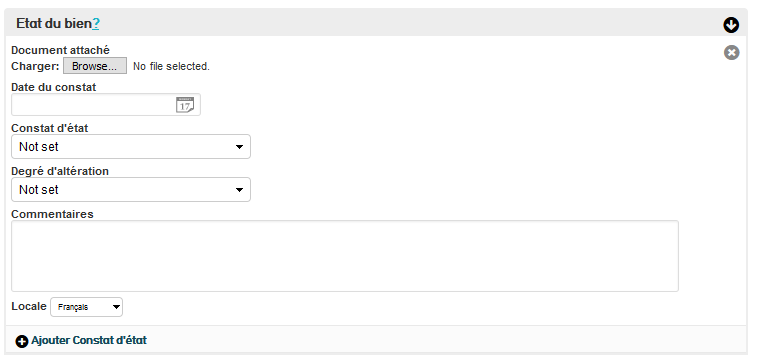 Etat du bien?
Document attaché
Charger: Browse... No file selected.
Date du constat
17
Constat d'état
Not set
Degré d'altération
Not set
Commentaires
Locale Français
Ajouter Constat d'état